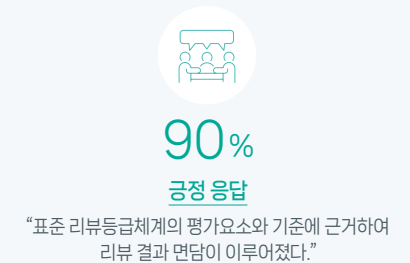 90%
긍정 응답
“표준 리뷰등급체계의 평가요소와 기준에 근거하여
리뷰 결과 면담이 이루어졌다.”